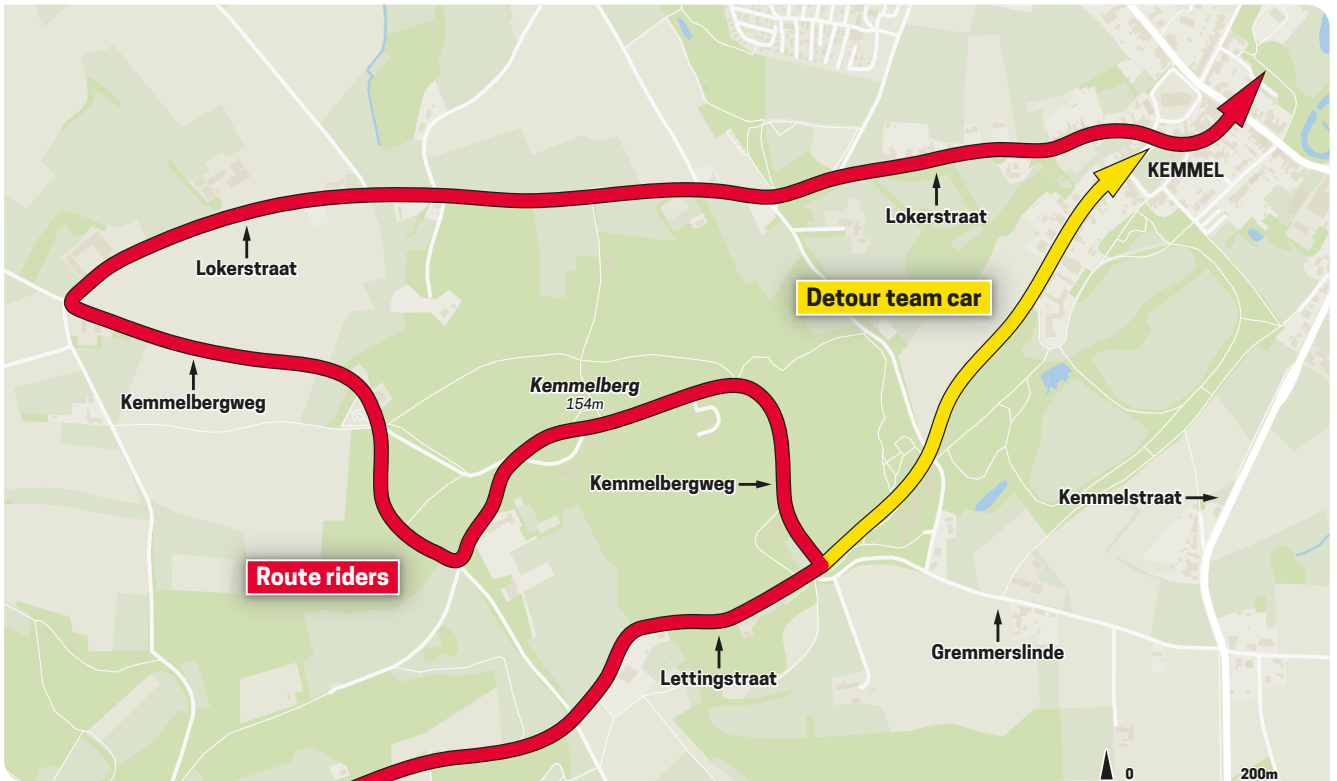 KEMMEL
Lokerstraat
Lokerstraat
Detour team car
Kemmelberg
154m
Kemmelbergweg
Kemmelbergweg
Kemmelstraat
Route riders
Gremmerslinde
Lettingstraat
0 200m